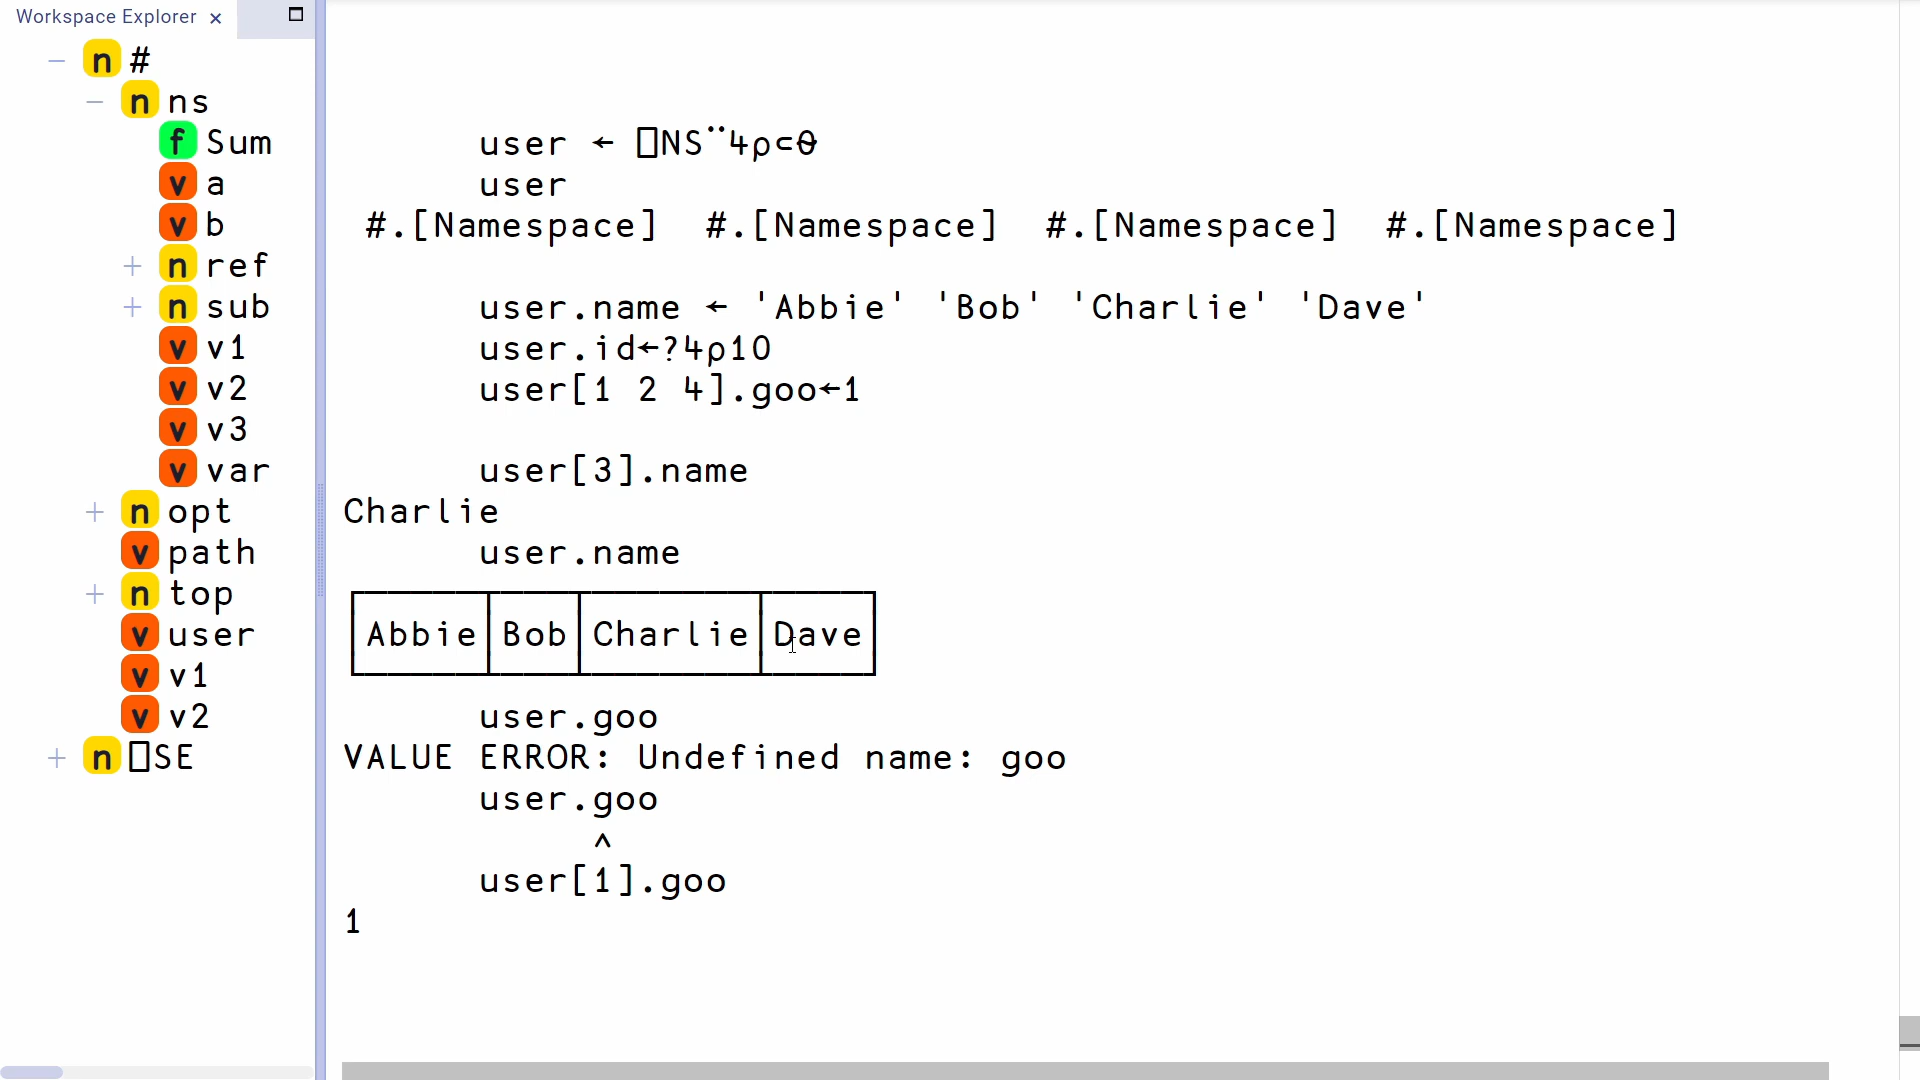 Workspace Explorer ×
− n #
− n ns
f Sum
v a
v b
+ n ref
+ n sub
v v1
v v2
v v3
v var
+ n opt
v path
+ n top
v user
v v1
v v2
+ n ⎕SE
user ← ⎕NS¨4⍴⊂⍬
user
#.[Namespace] #.[Namespace] #.[Namespace] #.[Namespace]
user.name ← 'Abbie' 'Bob' 'Charlie' 'Dave'
user.id←?4⍴10
user[1 2 4].goo←1
user[3].name
Charlie
user.name
Abbie Bob Charlie Dave
user.goo
VALUE ERROR: Undefined name: goo
user.goo
^
user[1].goo
1